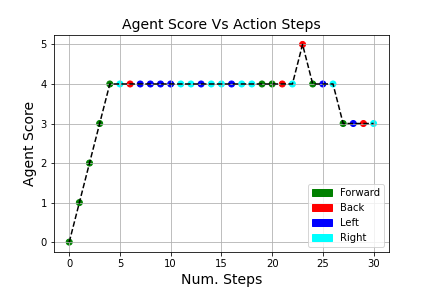 Agent Score Vs Action Steps
Agent Score
5
4
3
2
1
0
Forward
Back
Left
Right
0 5 10 15 20 25 30
Num. Steps